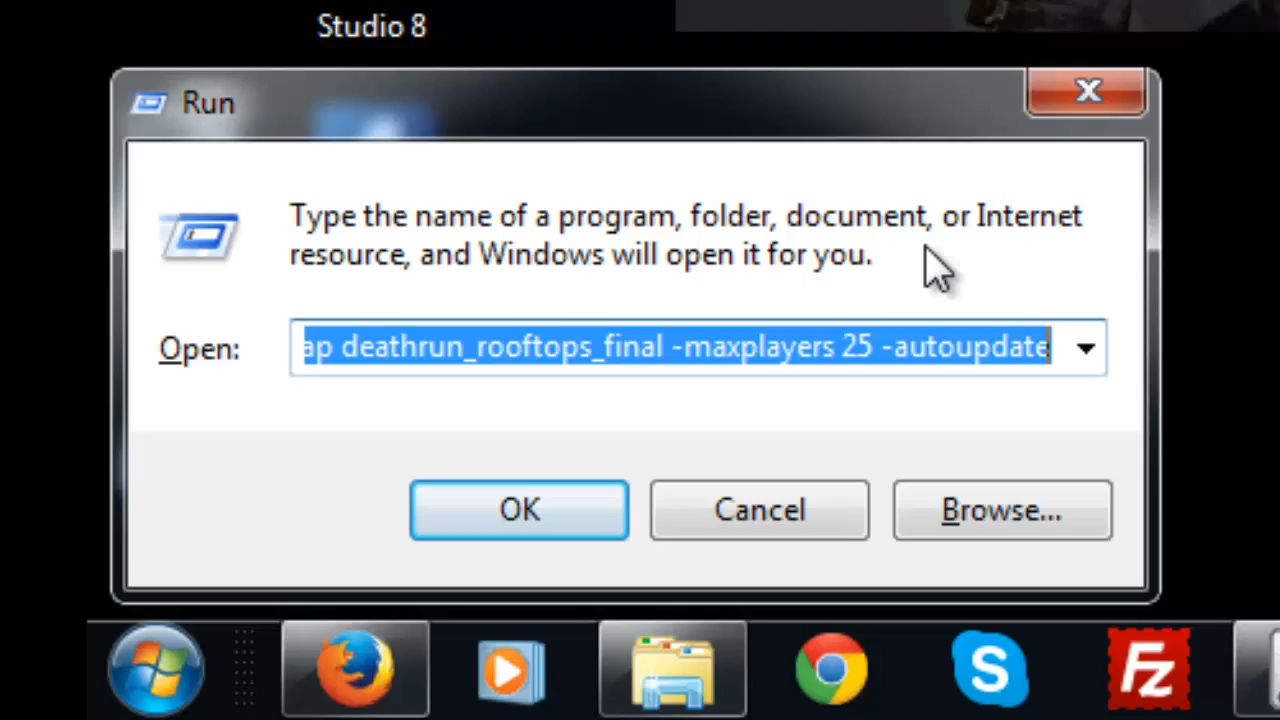 Studio 8
Run
Type the name of a program, folder, document, or Internet
resource, and Windows will open it for you.
Open:
ap deathrun_rooftops_final -maxplayers 25 -autoupdate
OK
Cancel
Browse...
S
Fz